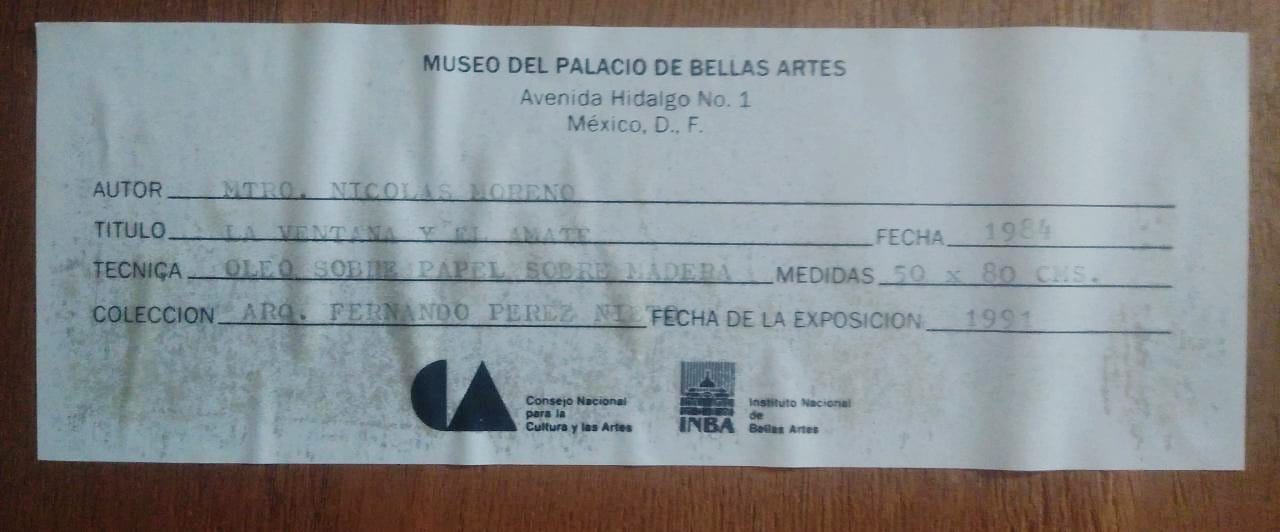 MUSEO DEL PALACIO DE BELLAS ARTES
Avenida Hidalgo No. 1
México, D., F.
AUTOR MTRO. NICOLAS MORENO
TITULO LA VENTANA Y EL AMATE FECHA 1984
TECNICA OLEO SOBRE PAPEL SOBRE MADERA MEDIDAS 50 x 80 CMS.
COLECCION ARQ. FERNANDO PEREZ NIETO FECHA DE LA EXPOSICION 1991
CA
Consejo Nacional
para la
Cultura y las Artes
INBA
Instituto Nacional
de
Bellas Artes